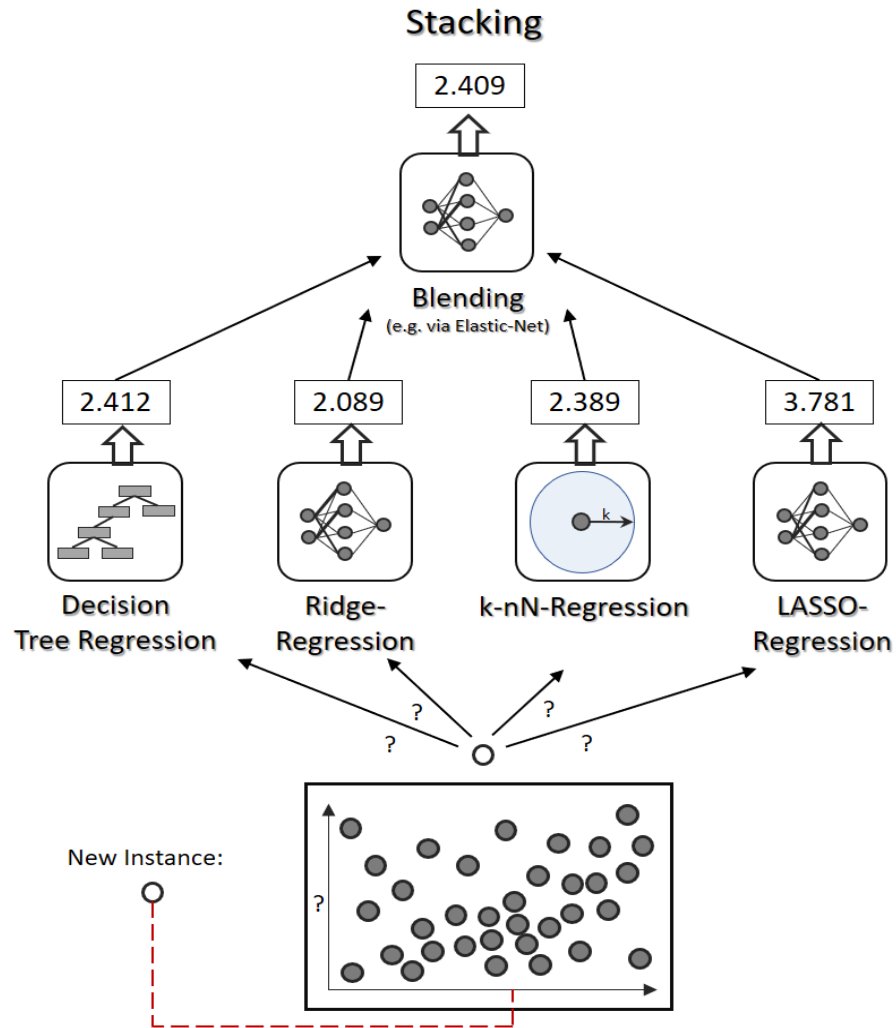 Stacking
2.409
Blending
(e.g. via Elastic-Net)
2.412
2.089
2.389
3.781
k
Decision
Tree Regression
Ridge-
Regression
k-nN-Regression
LASSO-
Regression
?
?
?
?
New Instance:
?